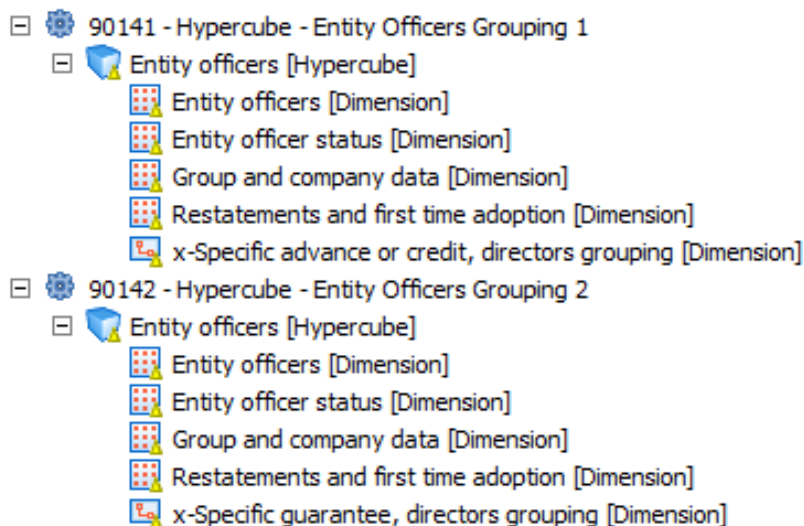 90141 - Hypercube - Entity Officers Grouping 1
Entity officers [Hypercube]
Entity officers [Dimension]
Entity officer status [Dimension]
Group and company data [Dimension]
Restatements and first time adoption [Dimension]
x-Specific advance or credit, directors grouping [Dimension]
90142 - Hypercube - Entity Officers Grouping 2
Entity officers [Hypercube]
Entity officers [Dimension]
Entity officer status [Dimension]
Group and company data [Dimension]
Restatements and first time adoption [Dimension]
x-Specific guarantee, directors grouping [Dimension]